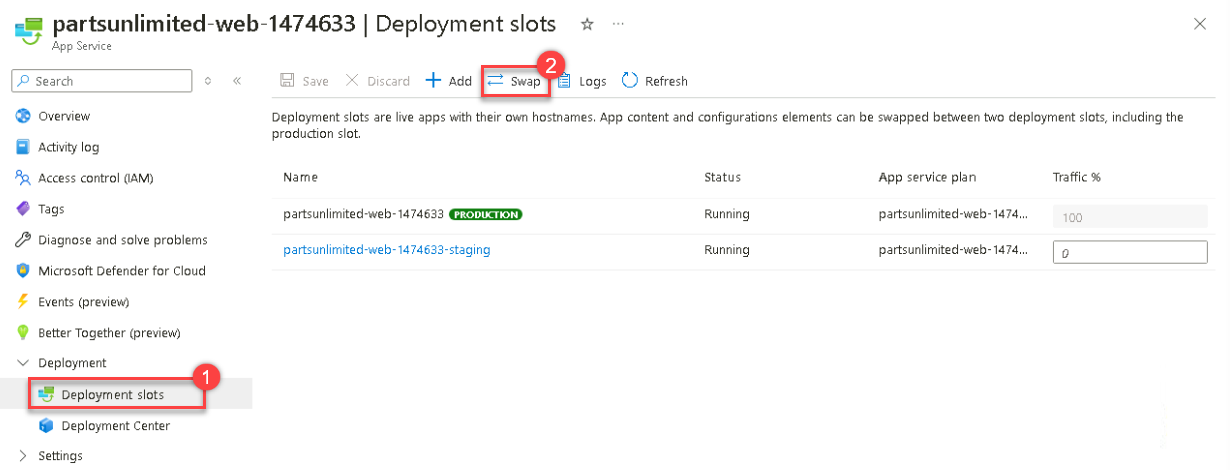 partsunlimited-web-1474633 | Deployment slots
App Service
Search
Save
Discard
Add
Swap
2
Logs
Refresh
Overview
Activity log
Access control (IAM)
Tags
Diagnose and solve problems
Microsoft Defender for Cloud
Events (preview)
Better Together (preview)
Deployment
1
Deployment slots
Deployment Center
Settings
Deployment slots are live apps with their own hostnames. App content and configurations elements can be swapped between two deployment slots, including the
production slot.
Name Status App service plan Traffic %
partsunlimited-web-1474633 PRODUCTION Running partsunlimited-web-1474... 100
partsunlimited-web-1474633-staging Running partsunlimited-web-1474... 0